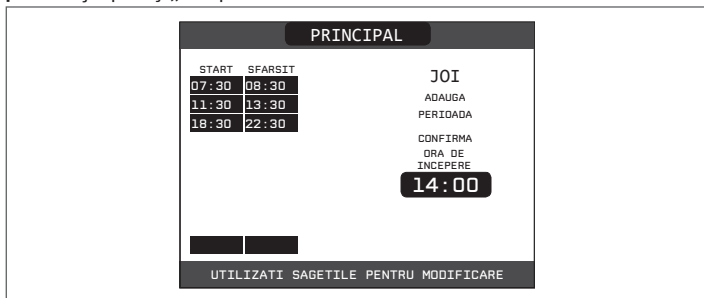 PRINCIPAL
START SFARSIT
07:30 08:30
11:30 13:30
18:30 22:30
JOI
ADAUGA
PERIOADA
CONFIRMA
ORA DE
INCEPERE
14:00
UTILIZATI SAGETILE PENTRU MODIFICARE